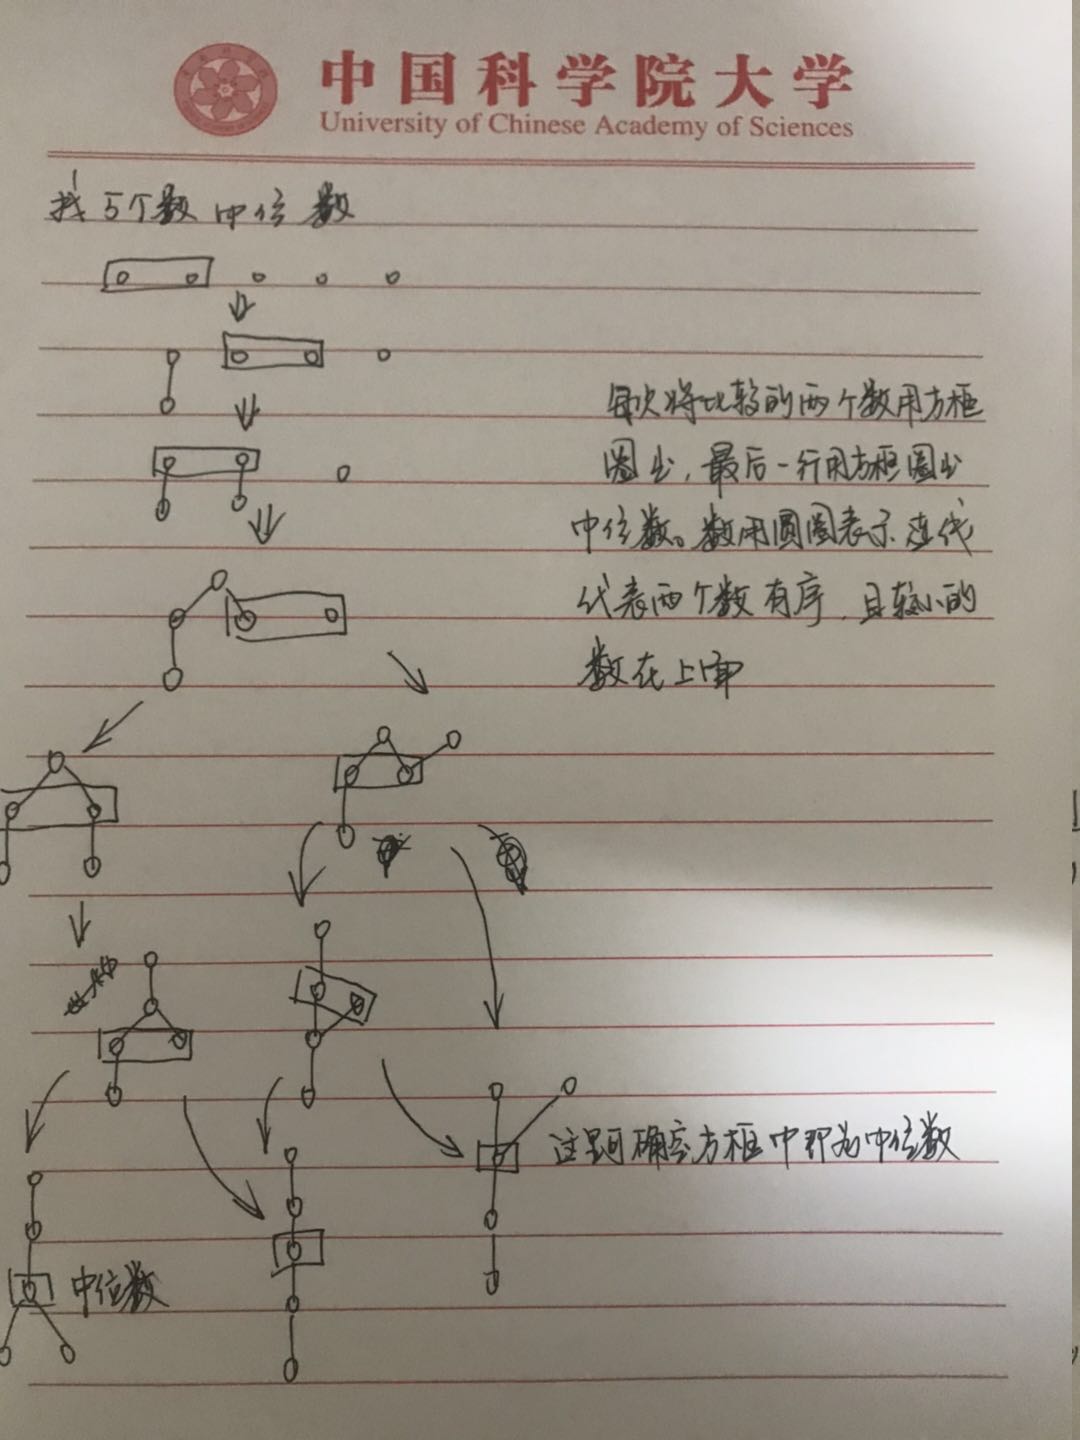 中国科学院大学
University of Chinese Academy of Sciences
找5个数中位数
每次将比较的两个数用方框
圈出,最后一行用方框圈出
中位数。数用圆圈表示.连线
代表两个数有序,且较小的
数在上面
这里可确定方框中即为中位数
中位数